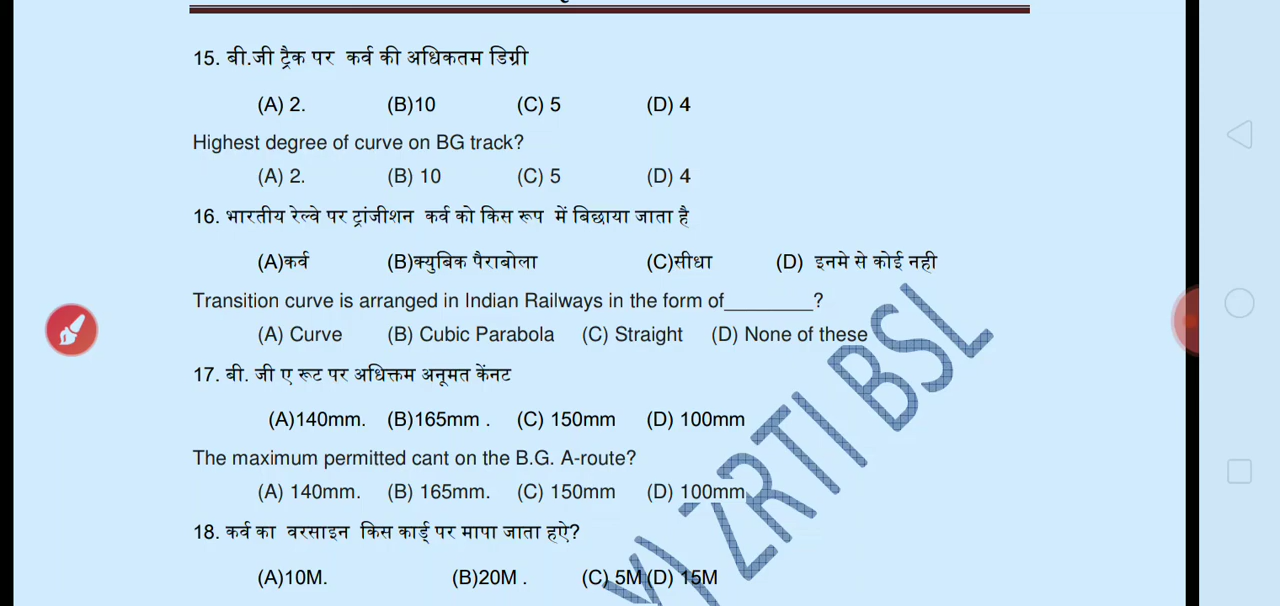 15. बी.जी ट्रैक पर कर्व की अधिकतम डिग्री
(A) 2. (B)10 (C) 5 (D) 4
Highest degree of curve on BG track?
(A) 2. (B) 10 (C) 5 (D) 4
16. भारतीय रेल्वे पर ट्रांजीशन कर्व को किस रूप में बिछाया जाता है
(A)कर्व (B)क्युबिक पैराबोला (C)सीधा (D) इनमे से कोई नही
Transition curve is arranged in Indian Railways in the form of________?
(A) Curve (B) Cubic Parabola (C) Straight (D) None of these
17. बी. जी ए रूट पर अधिक्तम अनूमत केंनट
(A)140mm. (B)165mm . (C) 150mm (D) 100mm
The maximum permitted cant on the B.G. A-route?
(A) 140mm. (B) 165mm. (C) 150mm (D) 100mm
18. कर्व का वरसाइन किस कार्ड् पर मापा जाता हऐ?
(A)10M. (B)20M . (C) 5M (D) 15M
) ZRTI BSL